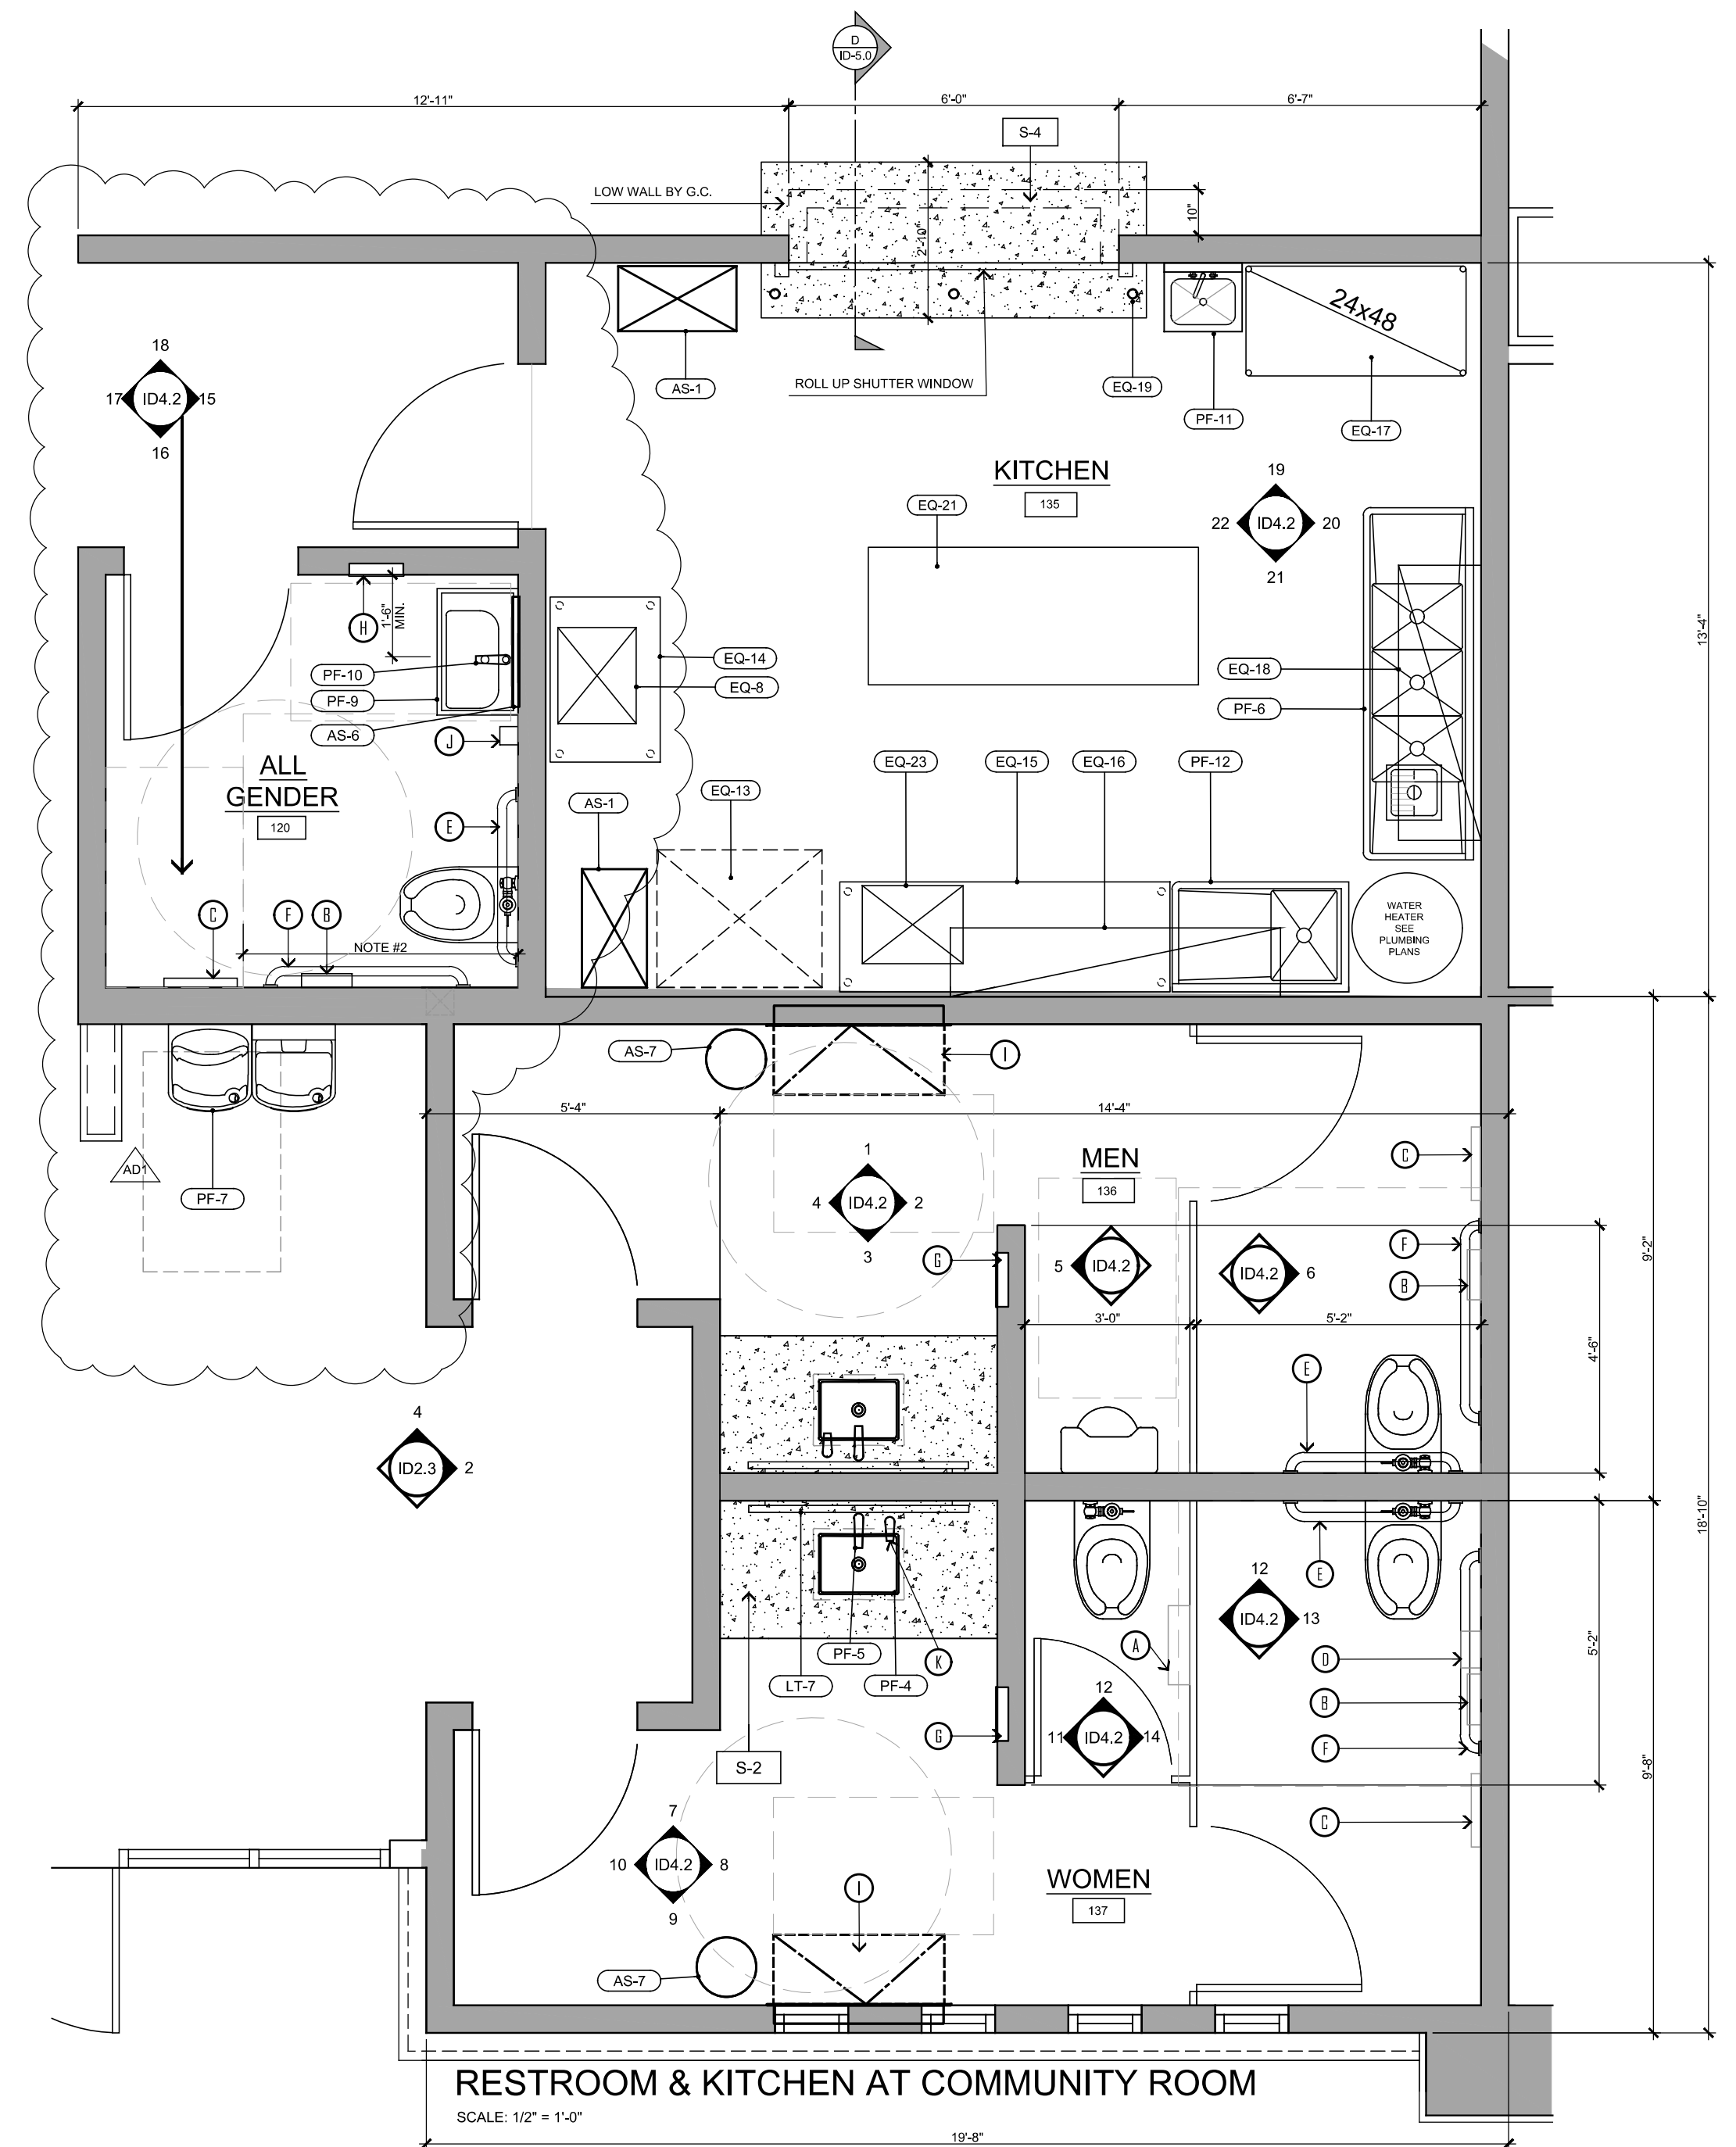 D
ID-5.0
12'-11"
6'-0"
6'-7"
S-4
LOW WALL BY G.C.
10"
2'-10"
24x48
AS-1
ROLL UP SHUTTER WINDOW
EQ-19
PF-11
EQ-17
18
17 ID4.2 15
16
KITCHEN
135
19
22 ID4.2 20
21
EQ-21
13'-4"
H
1'-6"
MIN.
PF-10
PF-9
AS-6
J
EQ-14
EQ-8
EQ-18
PF-6
ALL
GENDER
120
E
AS-1
EQ-13
EQ-23
EQ-15
EQ-16
PF-12
C
F
B
NOTE #2
WATER
HEATER
SEE
PLUMBING
PLANS
AS-7
I
5'-4"
14'-4"
AD1
PF-7
MEN
136
C
1
4 ID4.2 2
3
G
5 ID4.2
ID4.2 6
F
B
9'-2"
3'-0"
5'-2"
4'-6"
E
4
ID2.3 2
18'-10"
E
12
ID4.2 13
5'-2"
A
PF-5
K
LT-7
PF-4
D
B
F
12
11 ID4.2 14
G
S-2
9'-8"
C
7
10 ID4.2 8
9
I
WOMEN
137
AS-7
RESTROOM & KITCHEN AT COMMUNITY ROOM
SCALE: 1/2" = 1'-0"
19'-8"